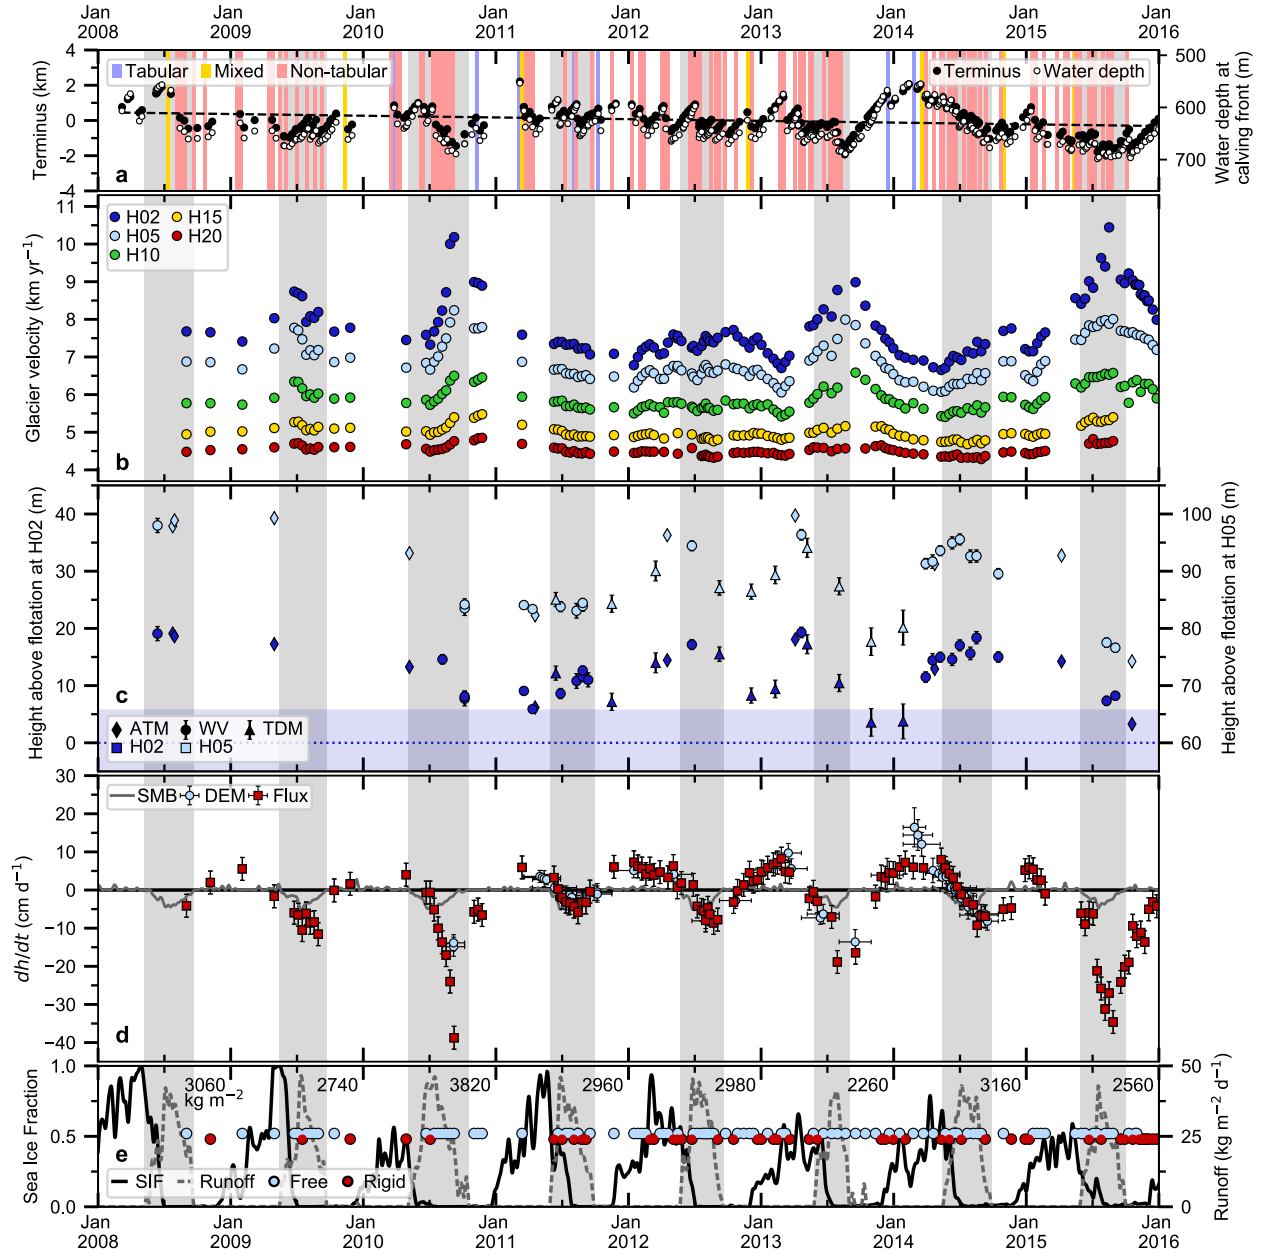 Jan Jan Jan Jan Jan Jan Jan Jan Jan
2008 2009 2010 2011 2012 2013 2014 2015 2016
4
2
0
-2
-4
Terminus (km)
Tabular Mixed Non-tabular
Terminus Water depth
500
600
700
Water depth at
calving front (m)
a
11
10
9
8
7
6
5
4
Glacier velocity (km yr⁻¹)
H02 H15
H05 H20
H10
b
40
30
20
10
0
Height above flotation at H02 (m)
100
90
80
70
60
Height above flotation at H05 (m)
c
ATM WV TDM
H02 H05
30
20
10
0
−10
−20
−30
−40
dh/dt (cm d⁻¹)
SMB DEM Flux
d
1.0
0.5
0.0
Sea Ice Fraction
3060 2740 3820 2960 2980 2260 3160 2560
kg m⁻²
50
25
0
Runoff (kg m⁻² d⁻¹)
e
SIF Runoff Free Rigid
Jan Jan Jan Jan Jan Jan Jan Jan Jan
2008 2009 2010 2011 2012 2013 2014 2015 2016